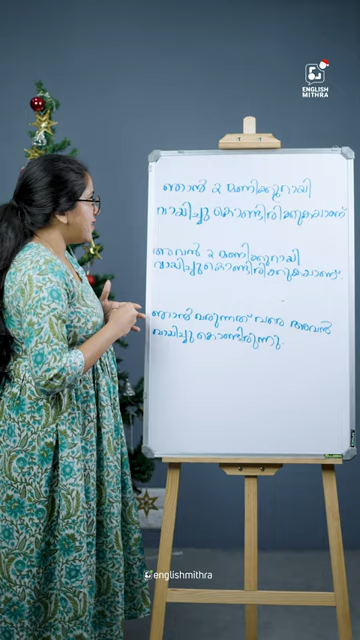 ENGLISH
MITHRA
ഞാൻ 2 മണിക്കൂറായി
വായിച്ചു കൊണ്ടിരിക്കുകയാണ്
അവൻ 2 മണിക്കൂറായി
വായിച്ചുകൊണ്ടിരിക്കുകയാണ്.
ഞാൻ വരുന്നത് വരെ അവൻ
വായിച്ചു കൊണ്ടിരുന്നു.
englishmithra